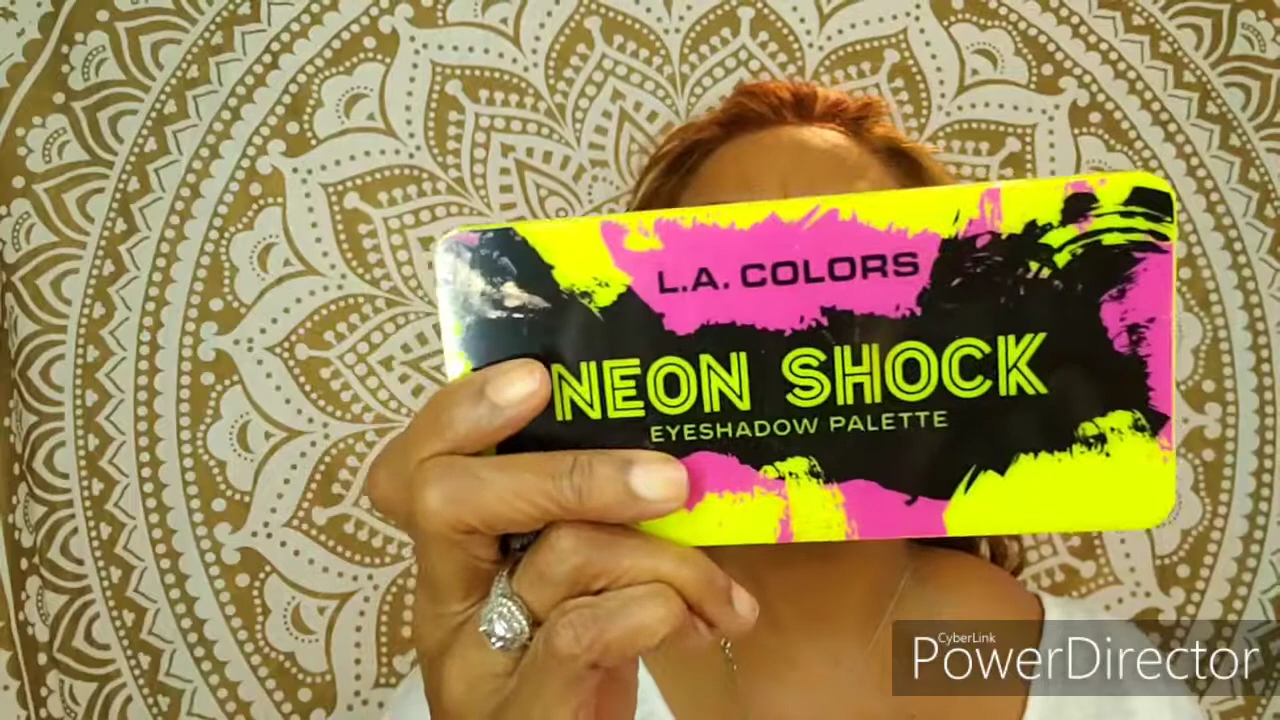 L.A. COLORS
NEON SHOCK
EYESHADOW PALETTE
CyberLink
PowerDirector